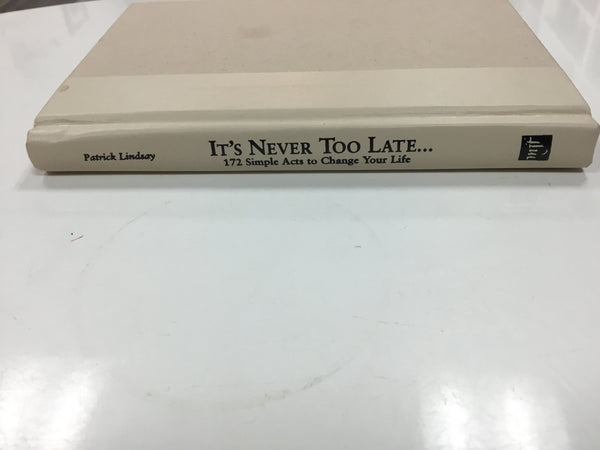 Patrick Lindsay
IT'S NEVER TOO LATE...
172 Simple Acts to Change Your Life